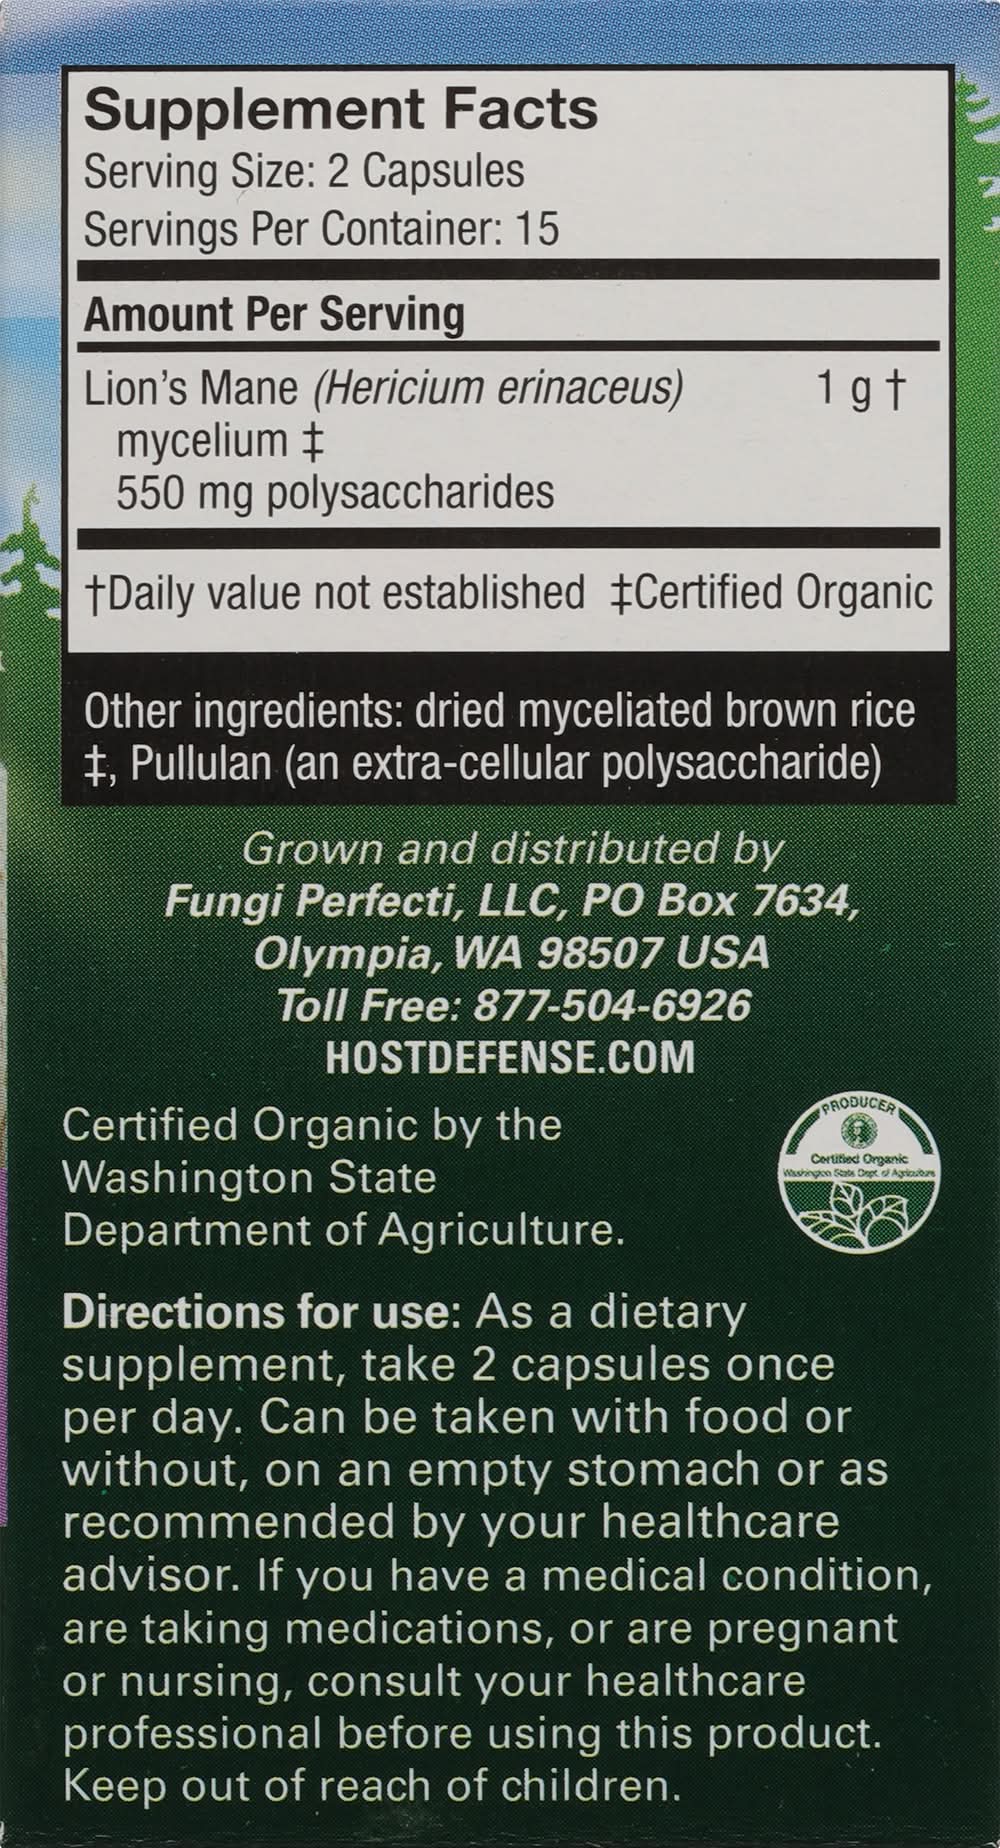 Supplement Facts
Serving Size: 2 Capsules
Servings Per Container: 15
Amount Per Serving
Lion's Mane (Hericium erinaceus) 1 g †
mycelium ‡
550 mg polysaccharides
†Daily value not established ‡Certified Organic
Other ingredients: dried myceliated brown rice
‡, Pullulan (an extra-cellular polysaccharide)
Grown and distributed by
Fungi Perfecti, LLC, PO Box 7634,
Olympia, WA 98507 USA
Toll Free: 877-504-6926
HOSTDEFENSE.COM
Certified Organic by the
Washington State
Department of Agriculture.
PRODUCER
Certified Organic
Washington State Dept. of Agriculture
Directions for use: As a dietary
supplement, take 2 capsules once
per day. Can be taken with food or
without, on an empty stomach or as
recommended by your healthcare
advisor. If you have a medical condition,
are taking medications, or are pregnant
or nursing, consult your healthcare
professional before using this product.
Keep out of reach of children.